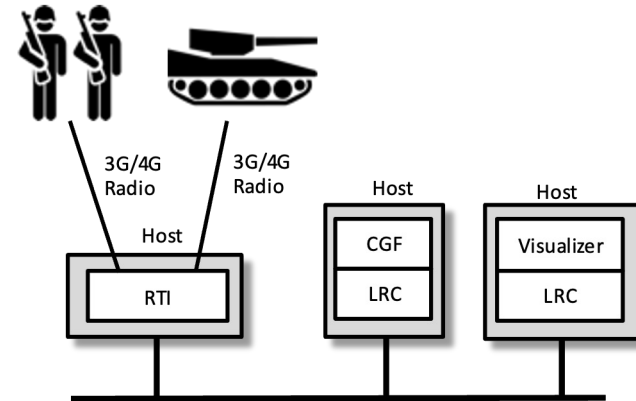 3G/4G
Radio
3G/4G
Radio
Host
Host
Host
RTI
CGF
LRC
Visualizer
LRC